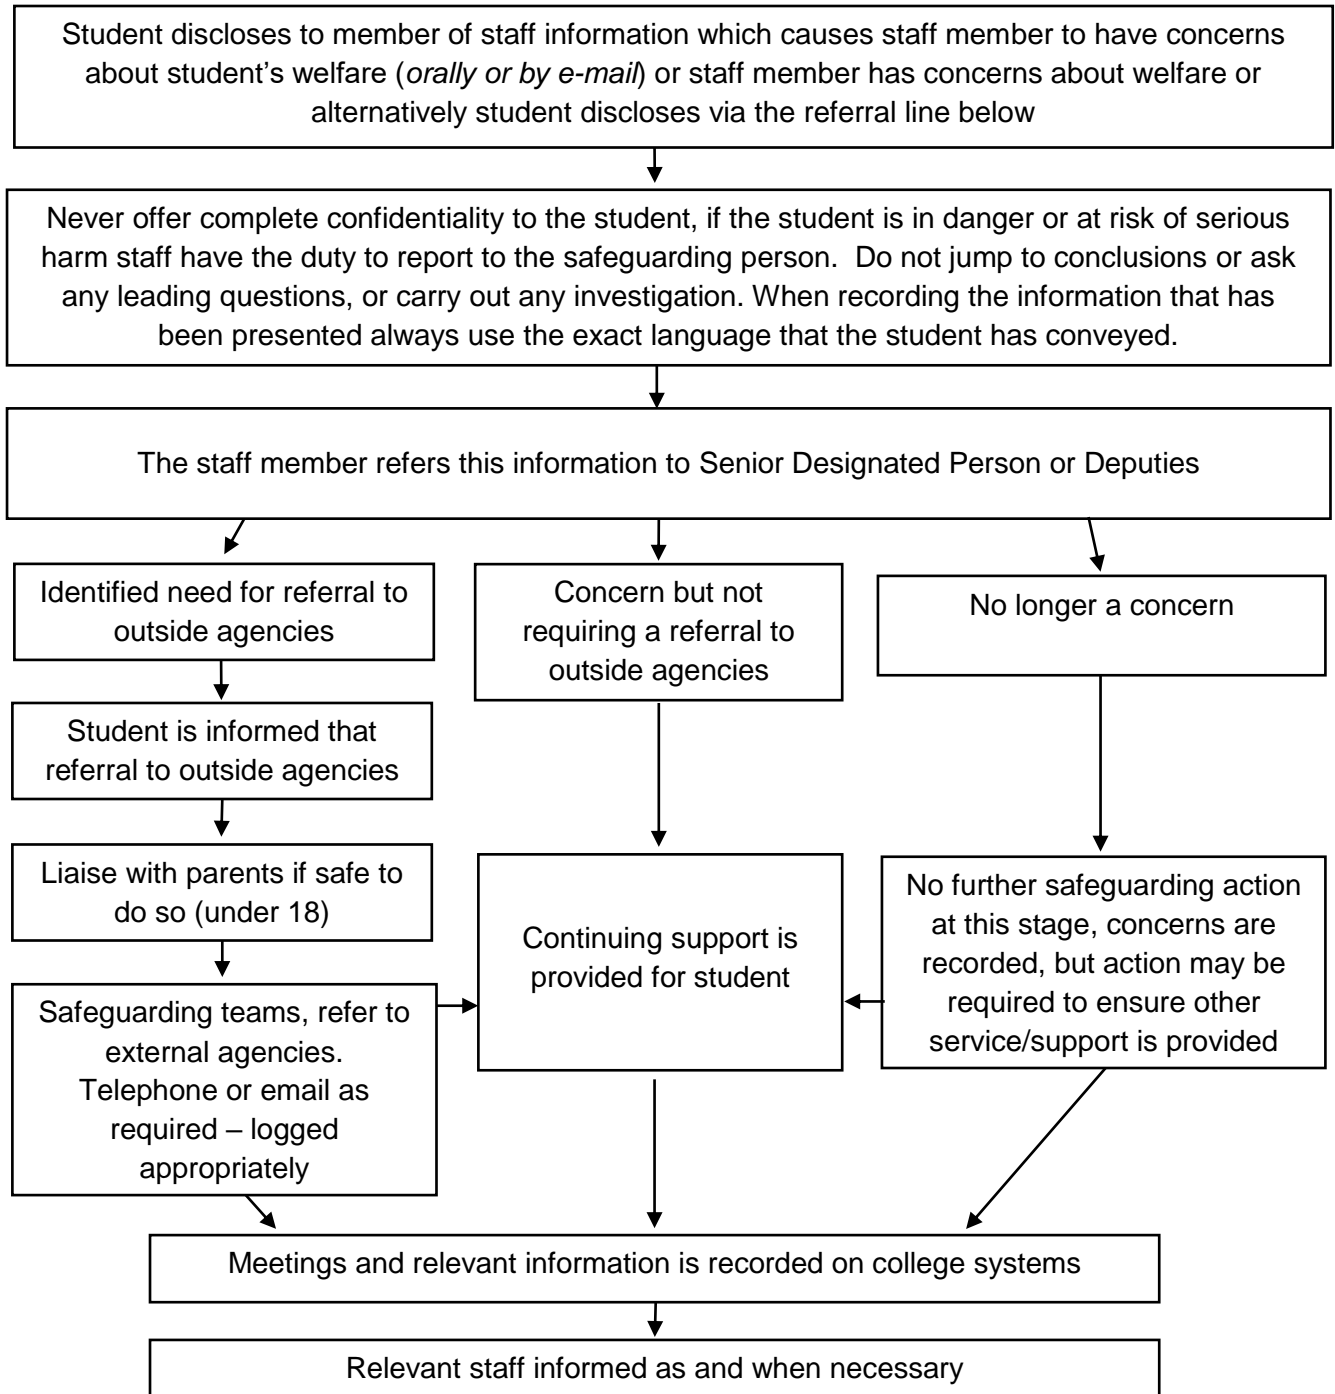 Student discloses to member of staff information which causes staff member to have concerns
about student’s welfare (orally or by e-mail) or staff member has concerns about welfare or
alternatively student discloses via the referral line below
Never offer complete confidentiality to the student, if the student is in danger or at risk of serious
harm staff have the duty to report to the safeguarding person.  Do not jump to conclusions or ask
any leading questions, or carry out any investigation. When recording the information that has
been presented always use the exact language that the student has conveyed.
The staff member refers this information to Senior Designated Person or Deputies
Identified need for referral to
outside agencies
Student is informed that
referral to outside agencies
Liaise with parents if safe to
do so (under 18)
Safeguarding teams, refer to
external agencies.
Telephone or email as
required – logged
appropriately
Concern but not
requiring a referral to
outside agencies
Continuing support is
provided for student
No longer a concern
No further safeguarding action
at this stage, concerns are
recorded, but action may be
required to ensure other
service/support is provided
Meetings and relevant information is recorded on college systems
Relevant staff informed as and when necessary